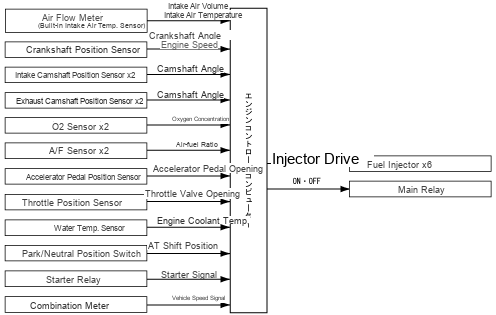 Intake Air Volume,
Intake Air Temperature
Air Flow Meter
(Built-in Intake Air Temp. Sensor)
Crankshaft Angle
Engine Speed
Crankshaft Position Sensor
Camshaft Angle
Intake Camshaft Position Sensor x2
Camshaft Angle
Exhaust Camshaft Position Sensor x2
Oxygen Concentration
O2 Sensor x2
Air-fuel Ratio
A/F Sensor x2
Accelerator Pedal Opening
Accelerator Pedal Position Sensor
Throttle Valve Opening
Throttle Position Sensor
Engine Coolant Temp.
Water Temp. Sensor
AT Shift Position
Park/Neutral Position Switch
Starter Signal
Starter Relay
Vehicle Speed Signal
Combination Meter
エンジンコントロールコンピューター
Injector Drive
Fuel Injector x6
ON・OFF
Main Relay